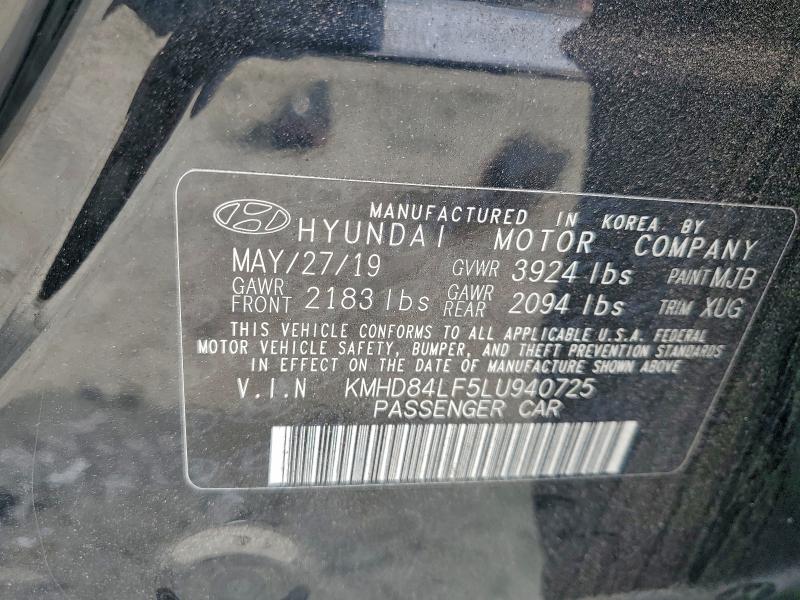 MANUFACTURED IN KOREA BY
HYUNDAI MOTOR COMPANY
MAY/27/19 GVWR 3924 lbs PAINT MJB
GAWR FRONT 2183 lbs GAWR REAR 2094 lbs TRIM XUG
THIS VEHICLE CONFORMS TO ALL APPLICABLE U.S.A. FEDERAL
MOTOR VEHICLE SAFETY, BUMPER, AND THEFT PREVENTION STANDARDS
IN EFFECT ON THE DATE OF MANUFACTURE SHOWN ABOVE
V.I.N KMHD84LF5LU940725
PASSENGER CAR